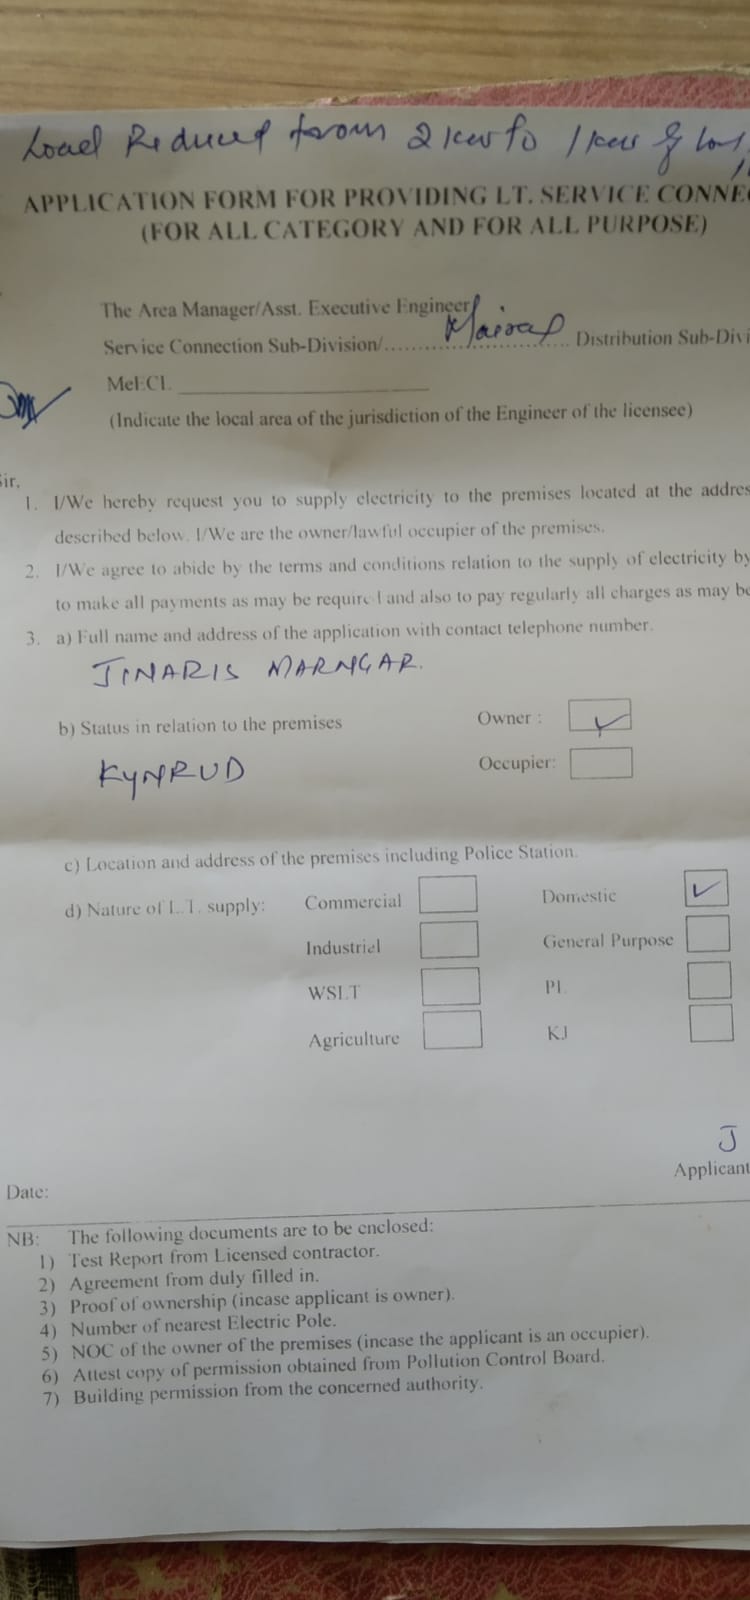 Load Reduced from 2 kw to 1 kw &
APPLICATION FORM FOR PROVIDING LT. SERVICE CONNE
(FOR ALL CATEGORY AND FOR ALL PURPOSE)
The Area Manager/Asst. Executive Engineer
Service Connection Sub-Division/.................... Distribution Sub-Divi
MeECL
(Indicate the local area of the jurisdiction of the Engineer of the licensee)
Sir,
1. I/We hereby request you to supply electricity to the premises located at the addres
described below. I/We are the owner/lawful occupier of the premises.
2. I/We agree to abide by the terms and conditions relation to the supply of electricity by
to make all payments as may be required and also to pay regularly all charges as may be
3. a) Full name and address of the application with contact telephone number.
JINARIS MARNGAR.
b) Status in relation to the premises Owner :
KYNRUD Occupier:
c) Location and address of the premises including Police Station.
d) Nature of L.T. supply: Commercial Domestic
Industriel General Purpose
WSLT PL
Agriculture KJ
J
Applicant
Date:
NB: The following documents are to be enclosed:
1) Test Report from Licensed contractor.
2) Agreement from duly filled in.
3) Proof of ownership (incase applicant is owner).
4) Number of nearest Electric Pole.
5) NOC of the owner of the premises (incase the applicant is an occupier).
6) Attest copy of permission obtained from Pollution Control Board.
7) Building permission from the concerned authority.